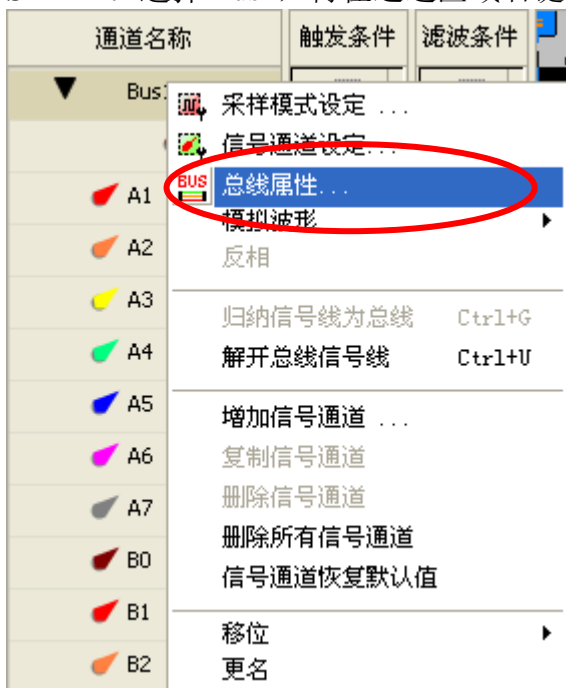 通道名称 触发条件 滤波条件
Bus1
采样模式设定 ...
信号通道设定...
BUS 总线属性...
A1
模拟波形
A2
反相
A3
归纳信号线为总线 Ctrl+G
A4
解开总线信号线 Ctrl+U
A5
增加信号通道 ...
A6
复制信号通道
A7
删除信号通道
删除所有信号通道
B0
信号通道恢复默认值
B1
移位
B2
更名